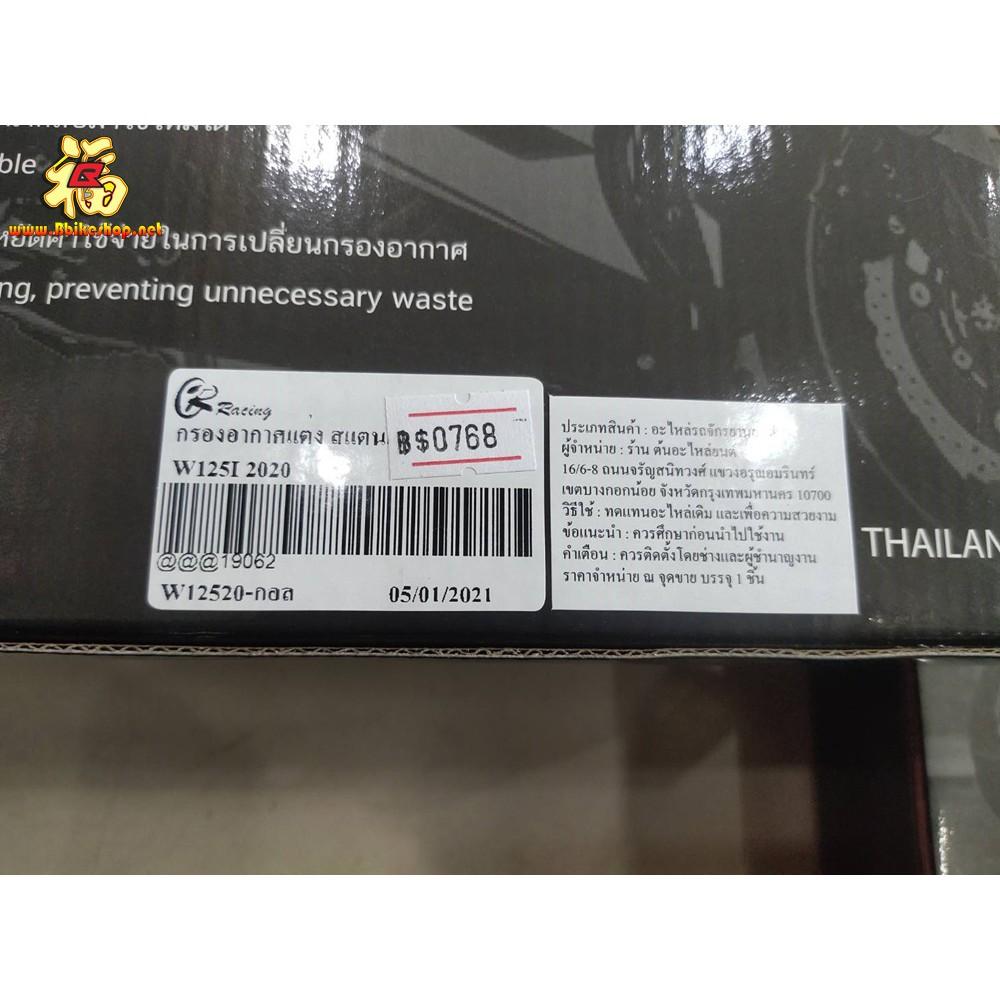 ble
www.Bbikeshop.net
ค่าใช้จ่ายในการเปลี่ยนกรองอากาศ
ng, preventing unnecessary waste
Racing
กรองอากาศแต่ง สแตน
฿$0768
W125I 2020
@@@19062
W12520-กอส
05/01/2021
ประเภทสินค้า : อะไหล่รถจักรยาน
ผู้จำหน่าย : ร้าน ต้นอะไหล่ยนต์
16/6-8 ถนนจรัญสนิทวงศ์ แขวงอรุณอมรินทร์
เขตบางกอกน้อย จังหวัดกรุงเทพมหานคร 10700
วิธีใช้ : ทดแทนอะไหล่เดิม และเพื่อความสวยงาม
ข้อแนะนำ : ควรศึกษาก่อนนำไปใช้งาน
คำเตือน : ควรติดตั้งโดยช่างและผู้ชำนาญงาน
ราคาจำหน่าย ณ จุดขาย บรรจุ 1 ชิ้น
THAILAN